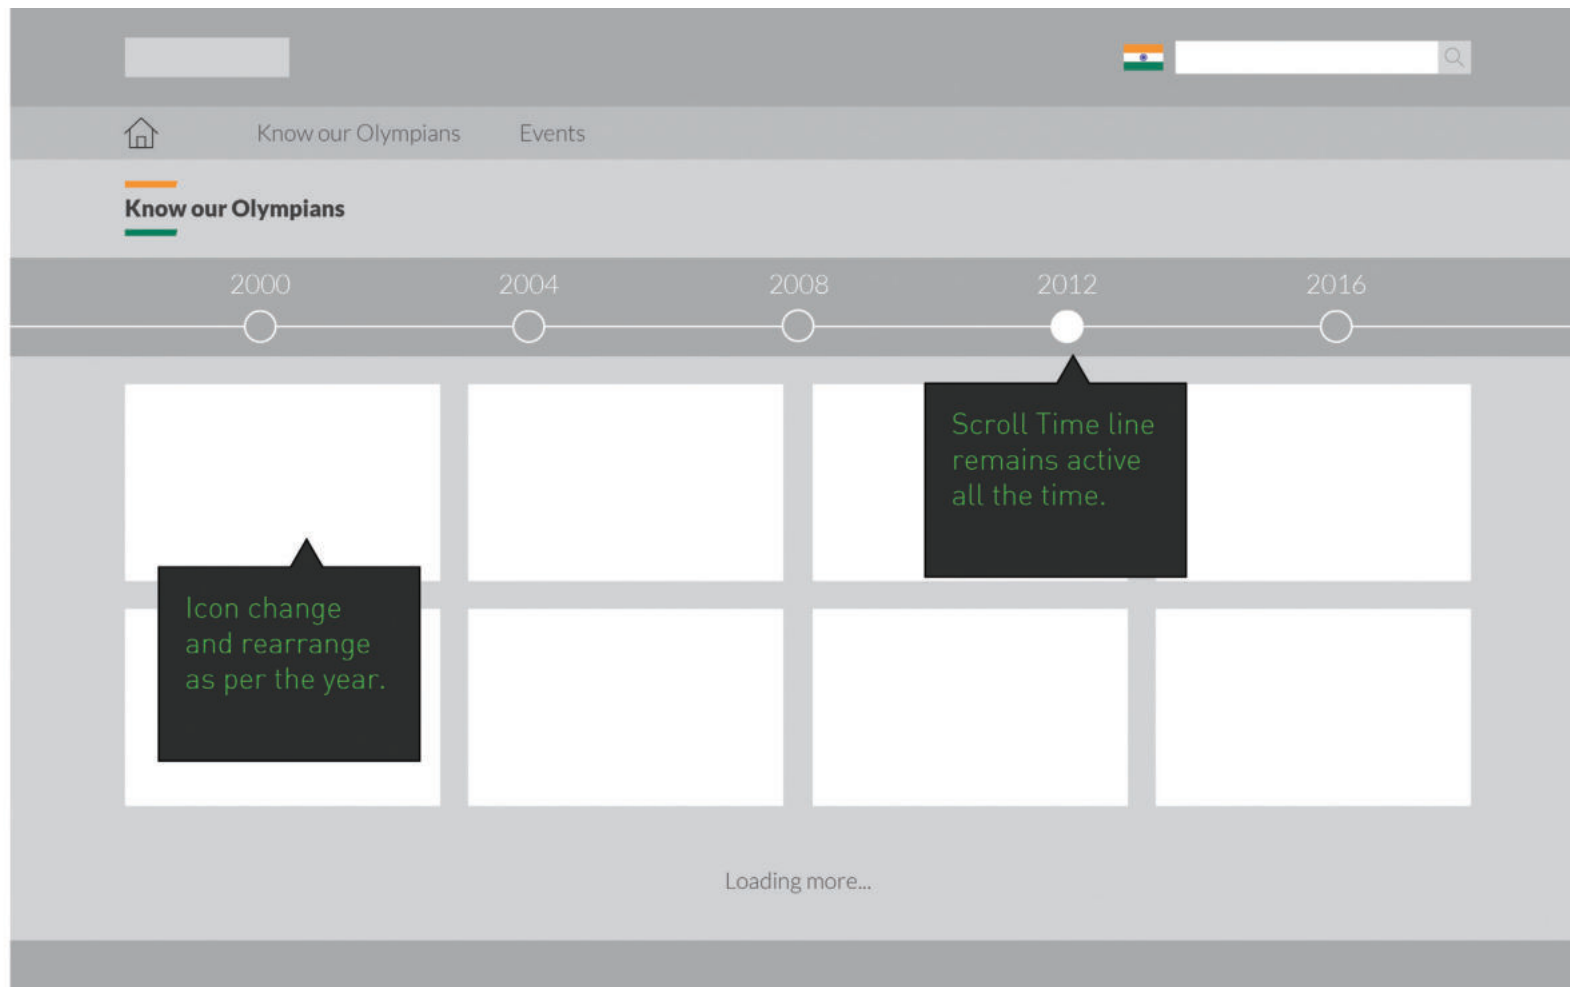 Know our Olympians
Events
Know our Olympians
2000
2004
2008
2012
2016
Scroll Time line
remains active
all the time.
Icon change
and rearrange
as per the year.
Loading more...